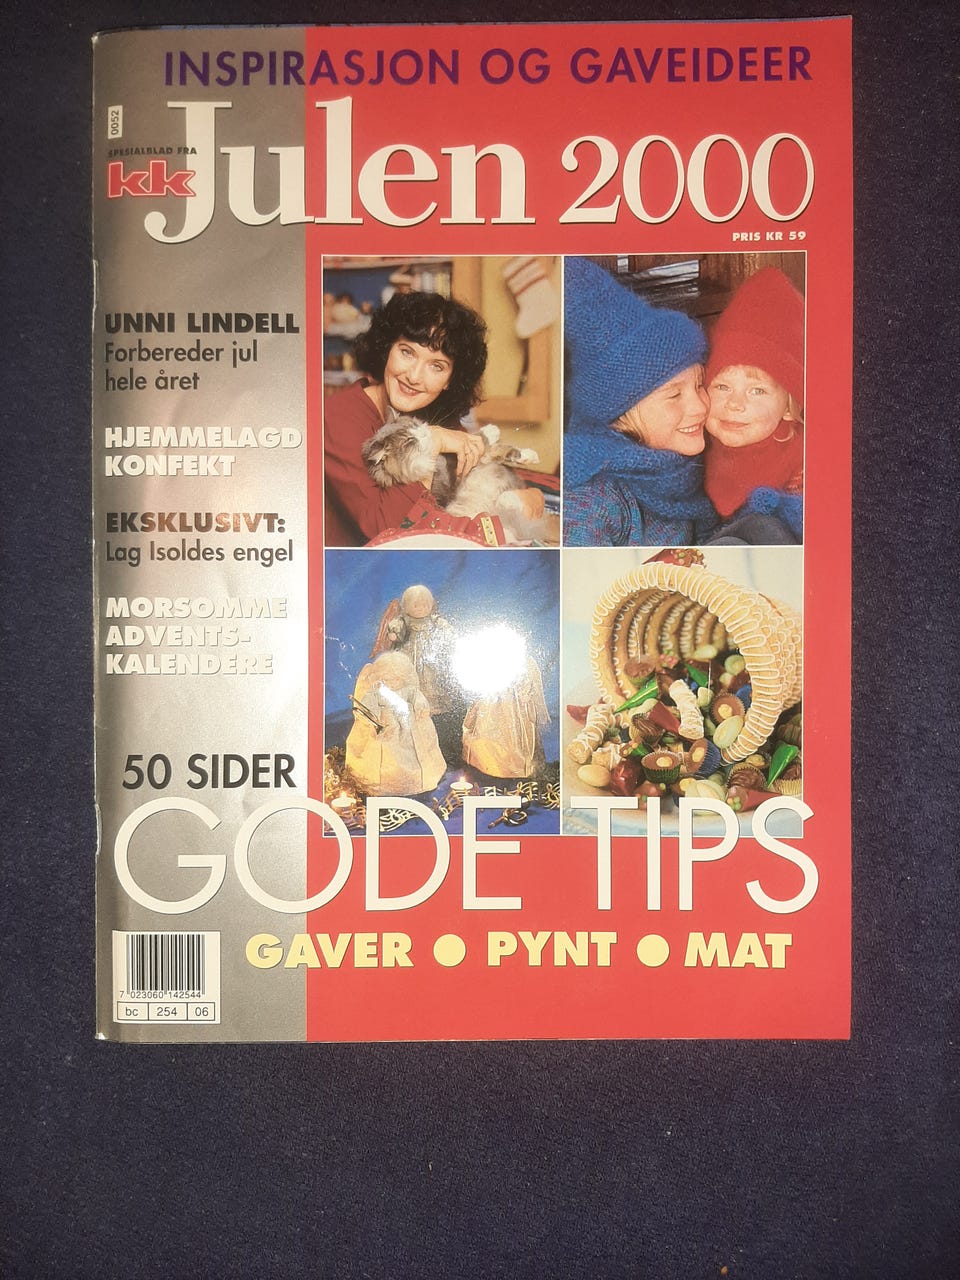 INSPIRASJON OG GAVEIDEER
0052
SPESIALBLAD FRA
kk
Julen 2000
PRIS KR 59
UNNI LINDELL
Forbereder jul
hele året
HJEMMELAGD
KONFEKT
EKSKLUSIVT:
Lag Isoldes engel
MORSOMME
ADVENTS-
KALENDERE
50 SIDER
GODE TIPS
GAVER ● PYNT ● MAT
7 023060 142544
bc 254 06